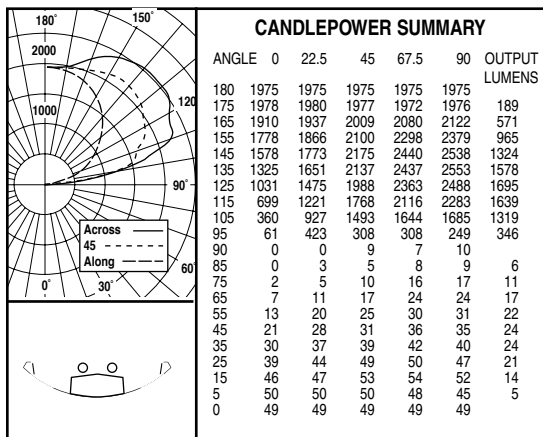 180°
150°
2000
120
1000
90°
Across
45
Along
60°
0°
30°
CANDLEPOWER SUMMARY
ANGLE 0 22.5 45 67.5 90 OUTPUT
LUMENS
180 1975 1975 1975 1975 1975
175 1978 1980 1977 1972 1976 189
165 1910 1937 2009 2080 2122 571
155 1778 1866 2100 2298 2379 965
145 1578 1773 2175 2440 2538 1324
135 1325 1651 2137 2437 2553 1578
125 1031 1475 1988 2363 2488 1695
115 699 1221 1768 2116 2283 1639
105 360 927 1493 1644 1685 1319
95 61 423 308 308 249 346
90 0 0 9 7 10
85 0 3 5 8 9 6
75 2 5 10 16 17 11
65 7 11 17 24 24 17
55 13 20 25 30 31 22
45 21 28 31 36 35 24
35 30 37 39 42 40 24
25 39 44 49 50 47 21
15 46 47 53 54 52 14
5 50 50 50 48 45 5
0 49 49 49 49 49